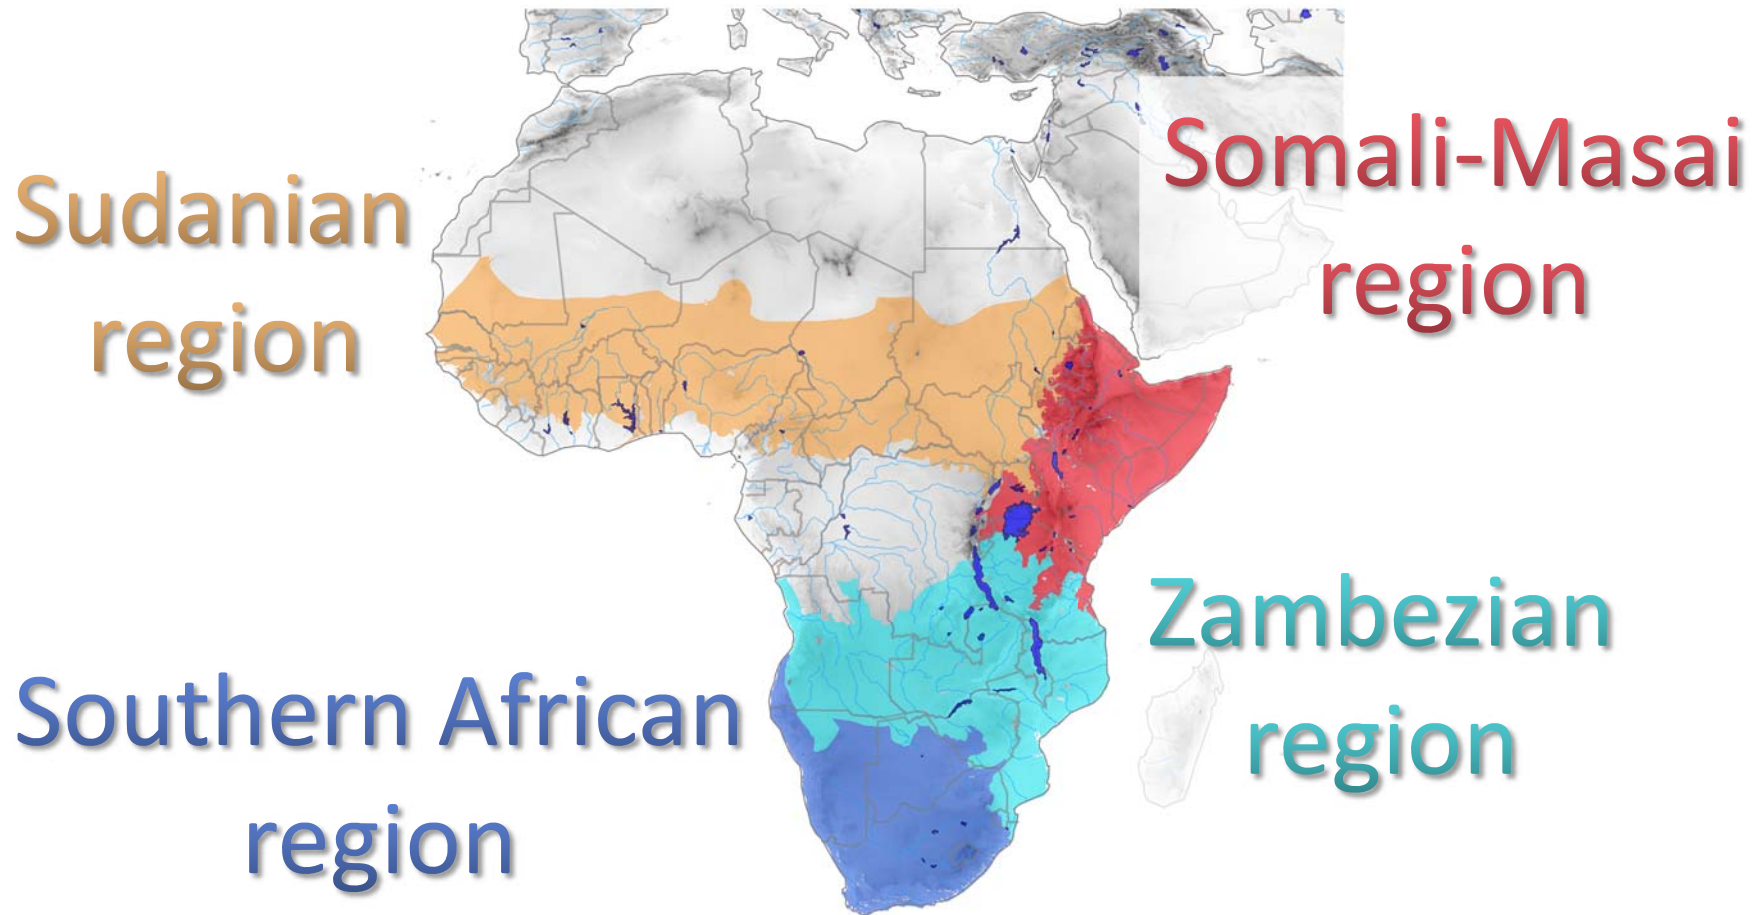 Sudanian
region
Somali-Masai
region
Zambezian
region
Southern African
region